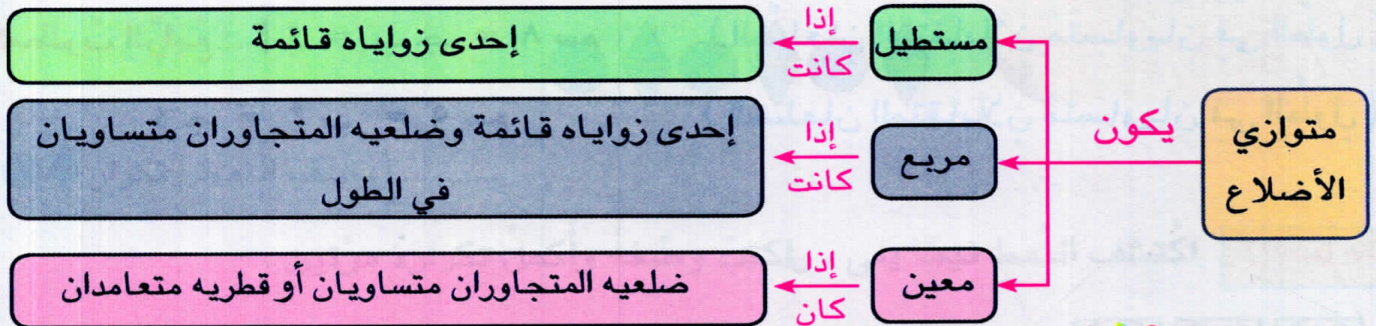 متوازي
الأضلاع
يكون
مستطيل
إذا
كانت
إحدى زواياه قائمة
مربع
إذا
كانت
إحدى زواياه قائمة وضلعيه المتجاوران متساويان
في الطول
معين
إذا
كان
ضلعيه المتجاوران متساويان أو قطريه متعامدان